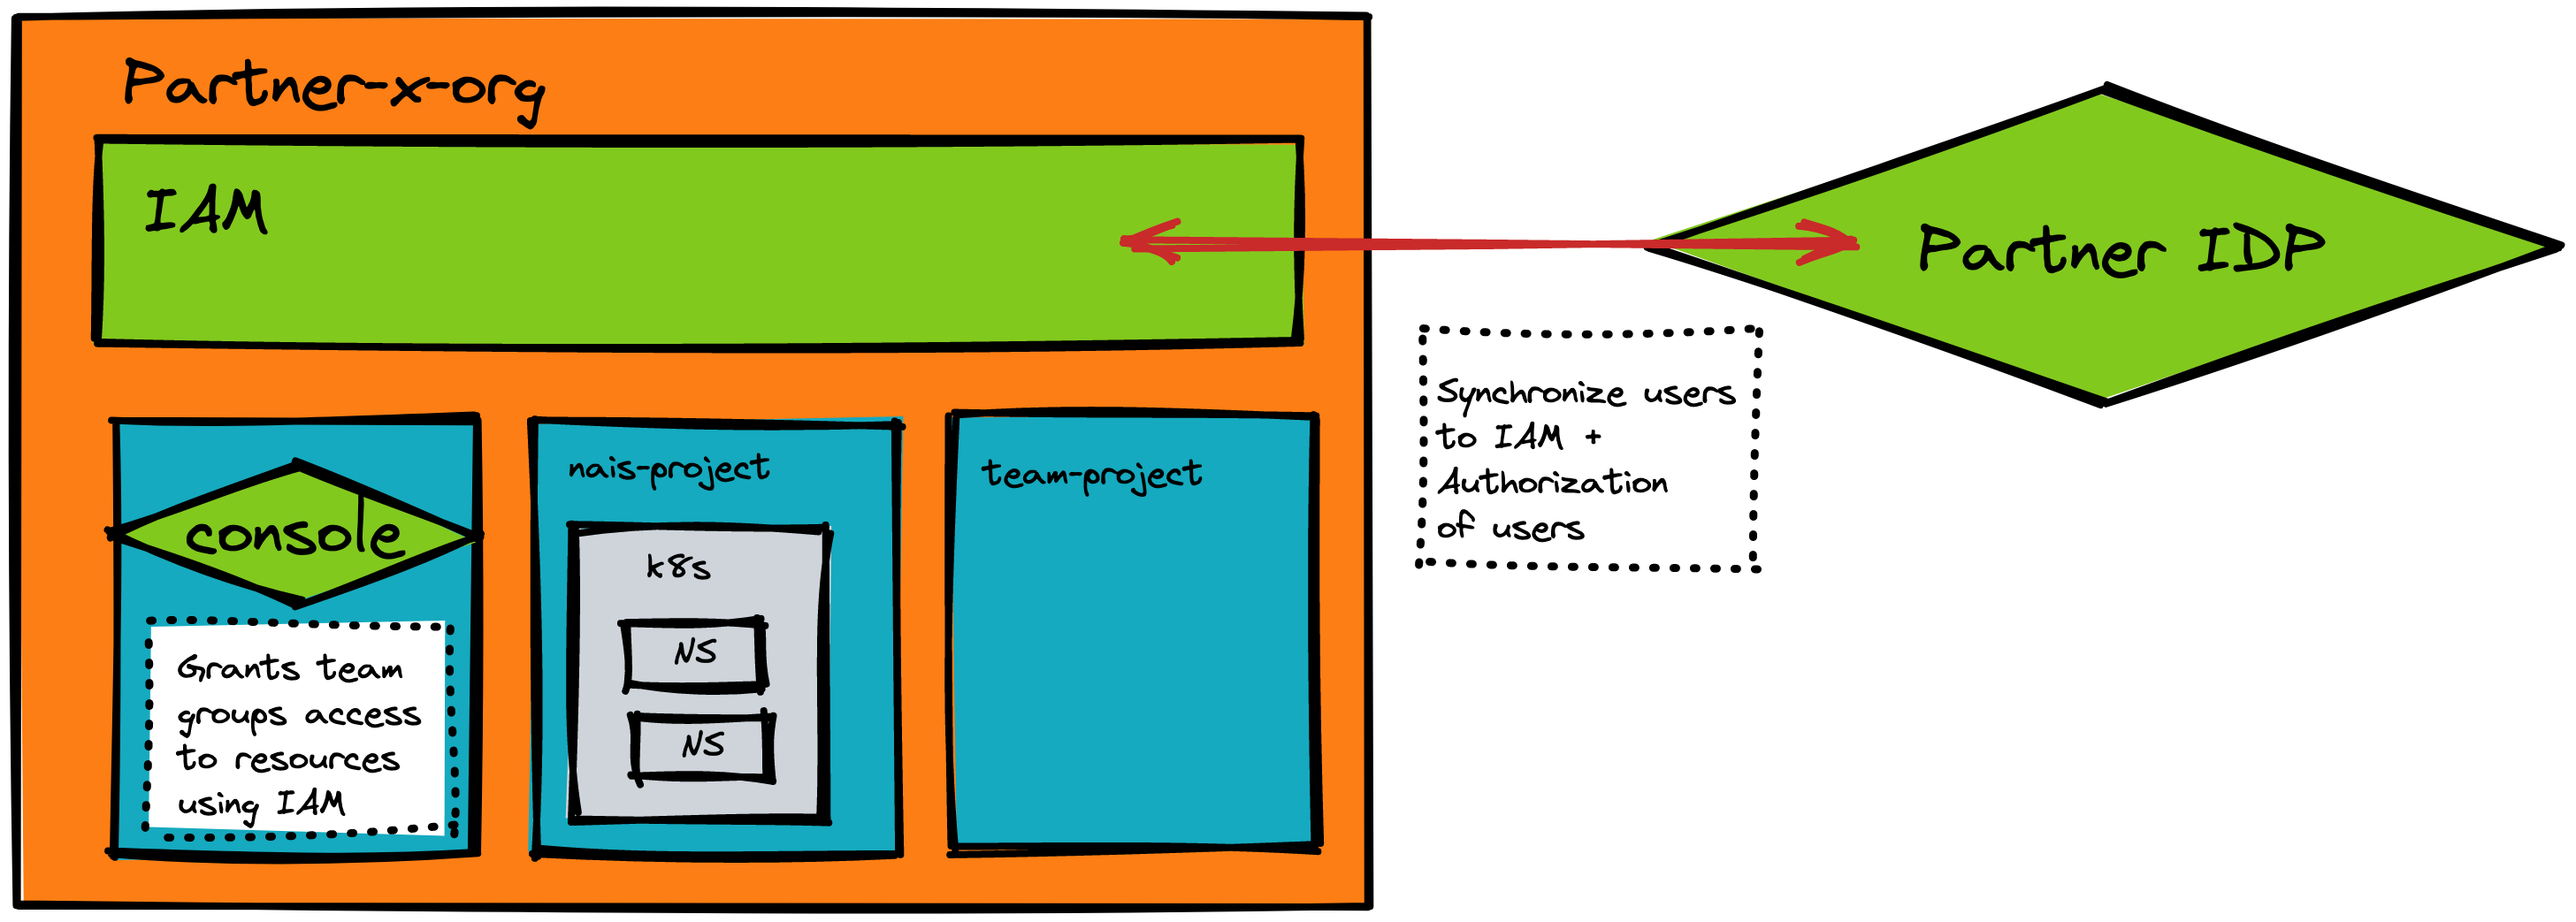 Partner-x-org
IAM
Partner IDP
Synchronize users
to IAM +
Authorization
of users
console
Grants team
groups access
to resources
using IAM
nais-project
k8s
NS
NS
team-project